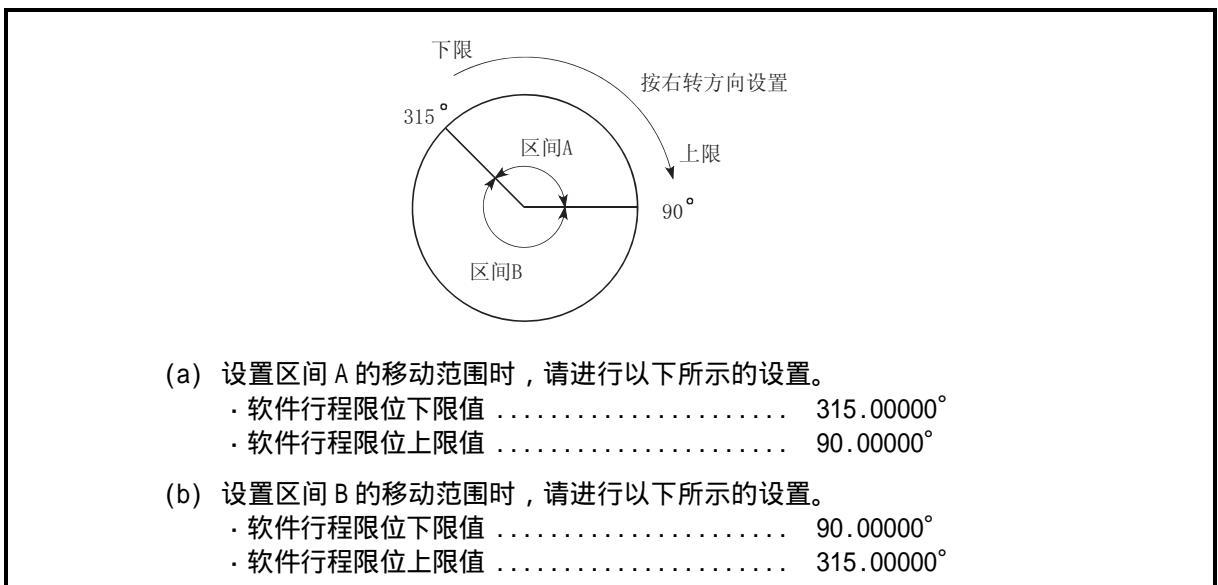 下限
按右转方向设置
315°
区间A
上限
90°
区间B
(a) 设置区间 A 的移动范围时，请进行以下所示的设置。
·软件行程限位下限值 ...................... 315.00000°
·软件行程限位上限值 ...................... 90.00000°
(b) 设置区间 B 的移动范围时，请进行以下所示的设置。
·软件行程限位下限值 ...................... 90.00000°
·软件行程限位上限值 ...................... 315.00000°